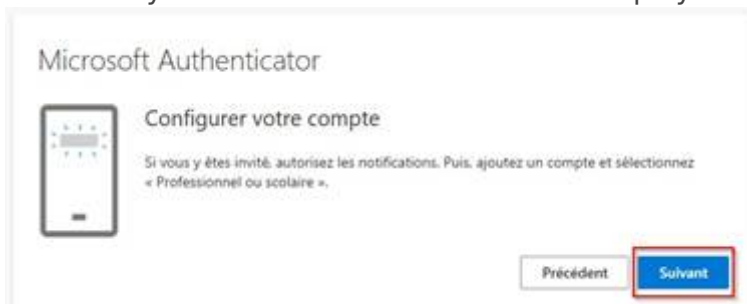 Microsoft Authenticator
Configurer votre compte
Si vous y êtes invité, autorisez les notifications. Puis, ajoutez un compte et sélectionnez
« Professionnel ou scolaire ».
Précédent Suivant